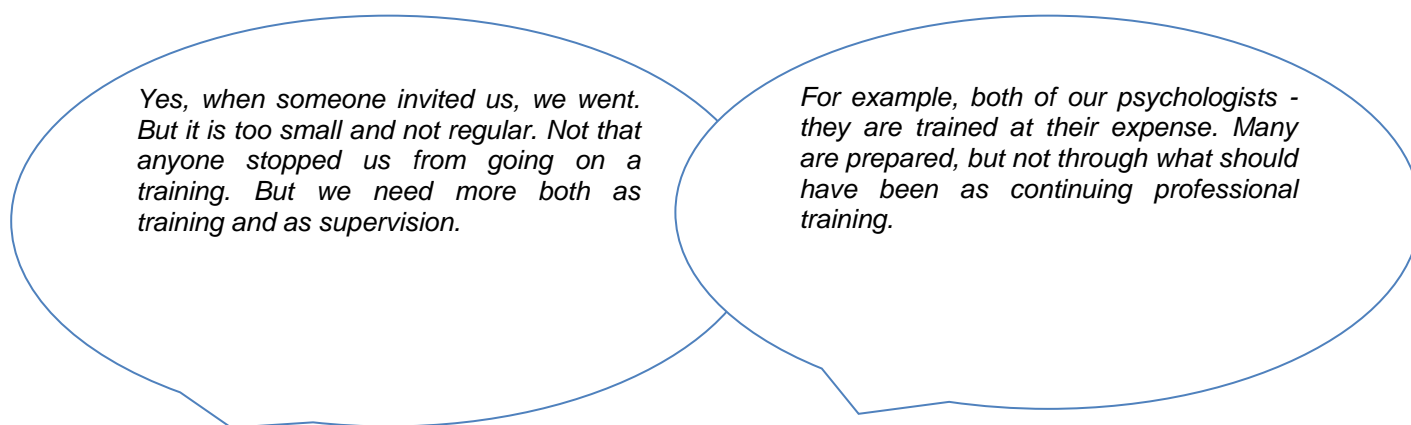 Yes, when someone invited us, we went.
But it is too small and not regular. Not that
anyone stopped us from going on a
training. But we need more both as
training and as supervision.
For example, both of our psychologists -
they are trained at their expense. Many
are prepared, but not through what should
have been as continuing professional
training.